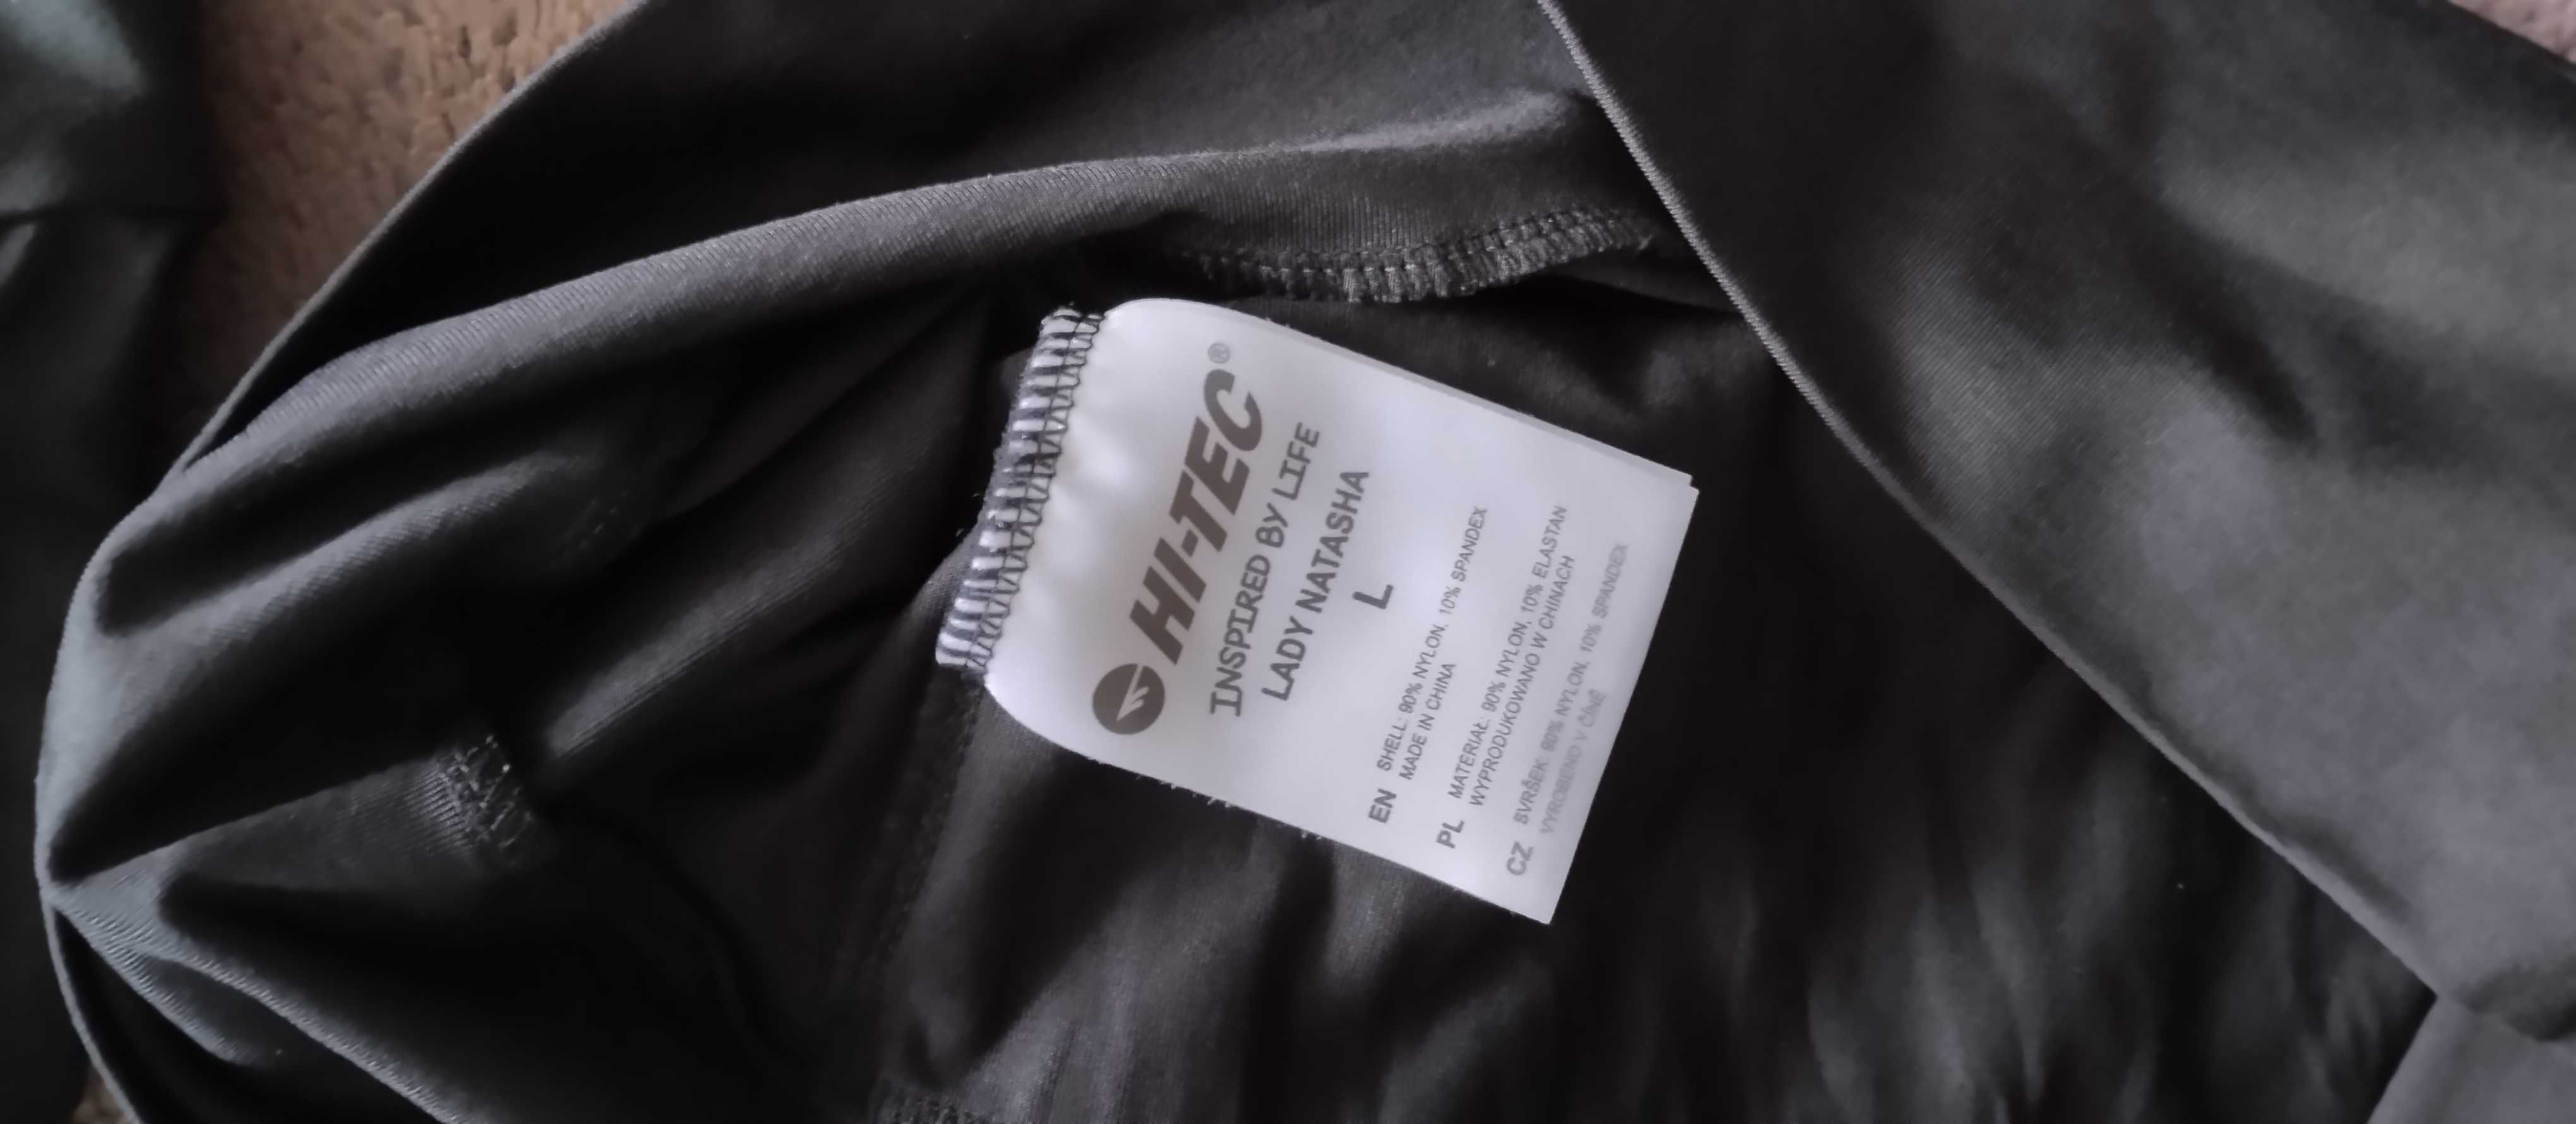 HI-TEC®
INSPIRED BY LIFE
LADY NATASHA
L
EN SHELL: 90% NYLON, 10% SPANDEX
MADE IN CHINA
PL MATERIAŁ: 90% NYLON, 10% ELASTAN
WYPRODUKOWANO W CHINACH
CZ SVRŠEK: 90% NYLON, 10% SPANDEX
VYROBENO V ČÍNĚ